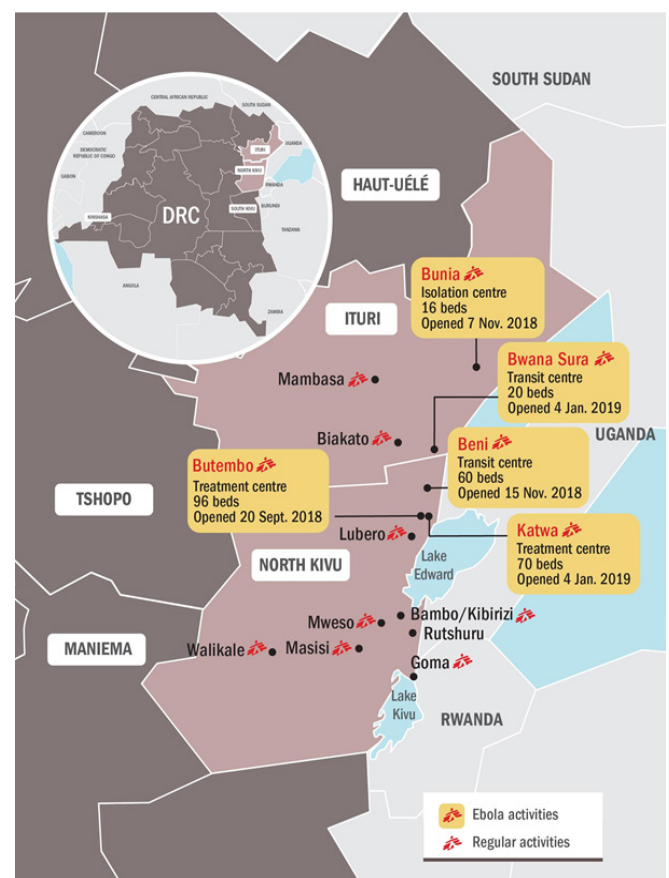 SOUTH SUDAN
CENTRAL AFRICAN REPUBLIC
SOUTH SUDAN
CAMEROON
DEMOCRATIC
REPUBLIC OF CONGO
GABON
ITURI
UGANDA
NORTH KIVU
RWANDA
SOUTH KIVU
BURUNDI
KINSHASA
DRC
TANZANIA
ANGOLA
ZAMBIA
HAUT-UÉLÉ
ITURI
Bunia
Isolation centre
16 beds
Opened 7 Nov. 2018
Mambasa
Bwana Sura
Transit centre
20 beds
Opened 4 Jan. 2019
Biakato
UGANDA
Beni
Transit centre
60 beds
Opened 15 Nov. 2018
Butembo
Treatment centre
96 beds
Opened 20 Sept. 2018
TSHOPO
Katwa
Treatment centre
70 beds
Opened 4 Jan. 2019
Lubero
Lake
Edward
NORTH KIVU
Bambo/Kibirizi
Mweso
Rutshuru
MANIEMA
Walikale
Masisi
Goma
Lake
Kivu
RWANDA
Ebola activities
Regular activities